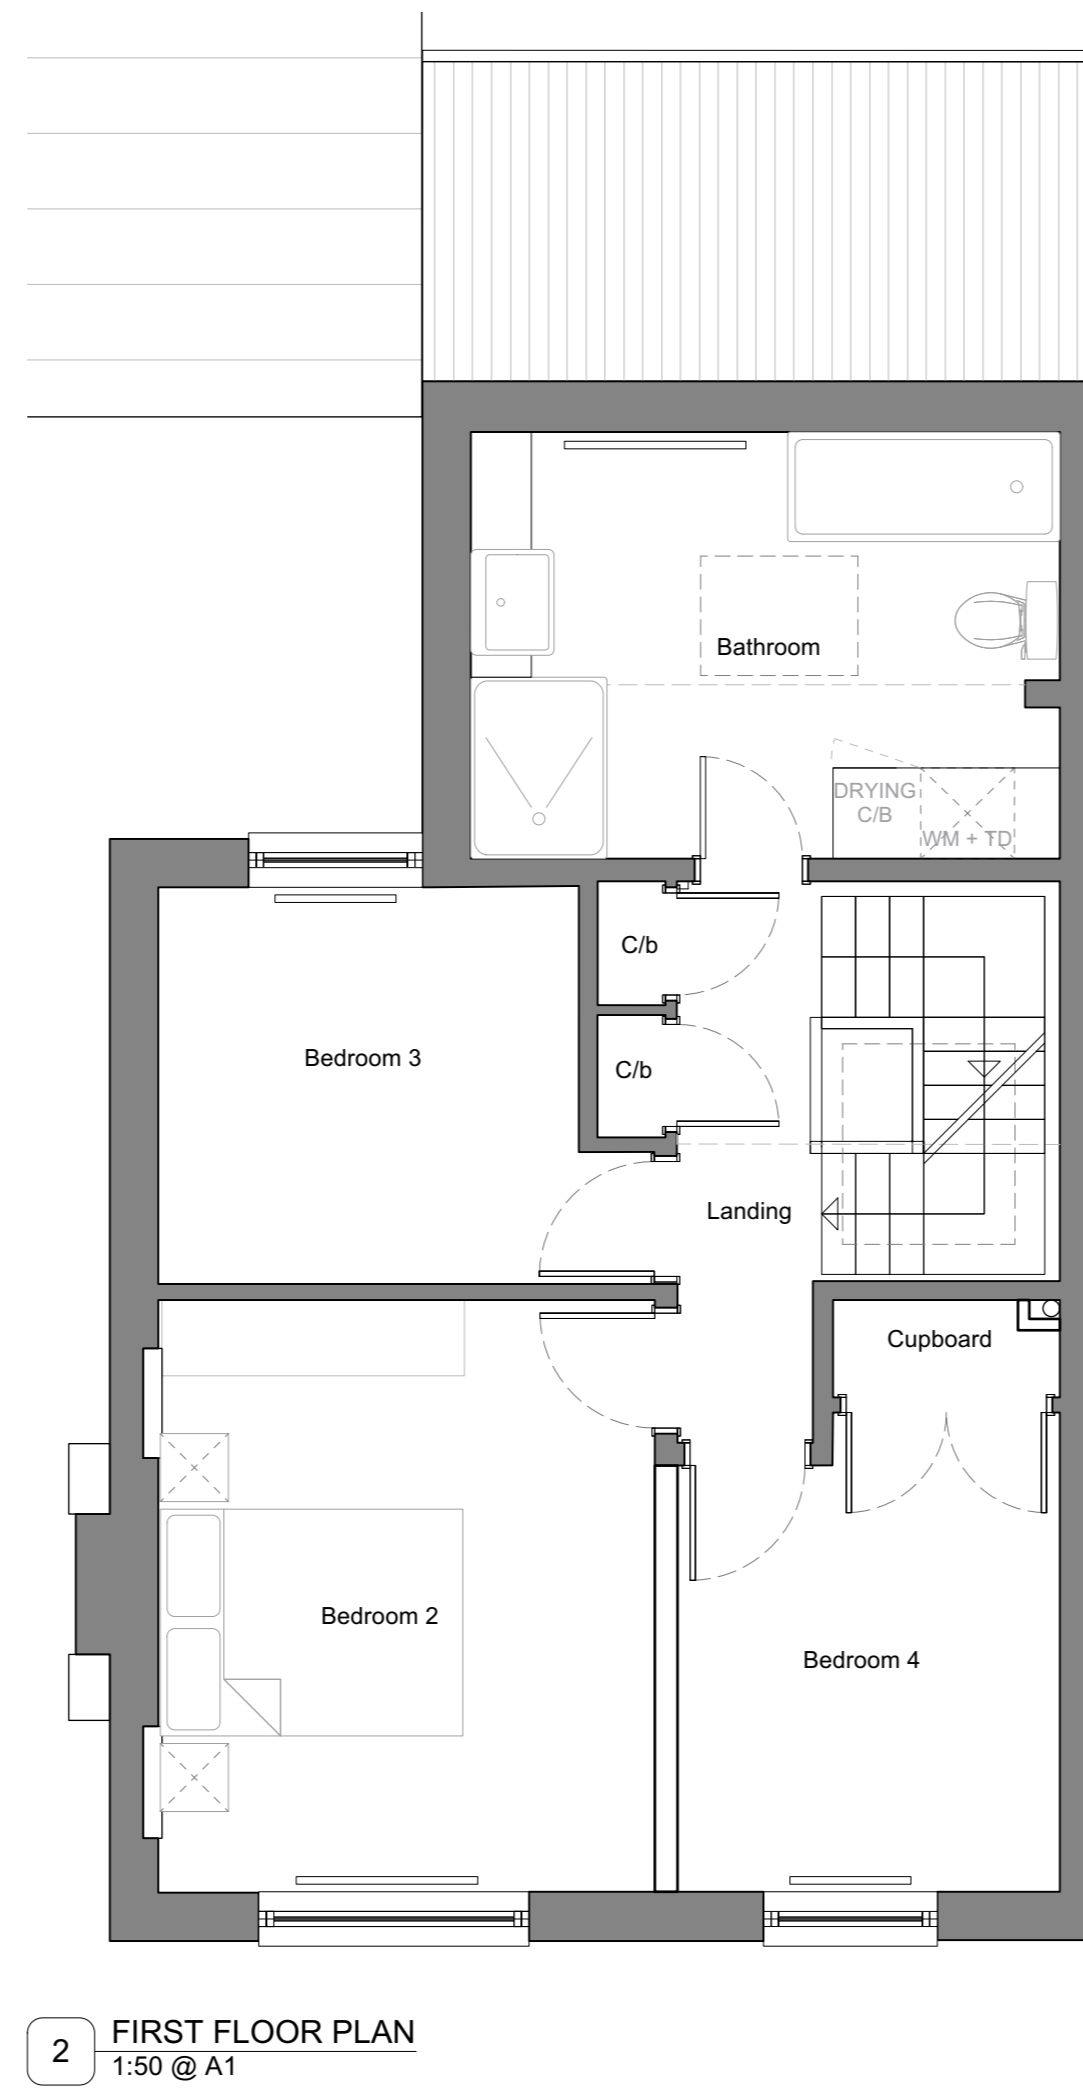 Bathroom
DRYING
C/B
WM + TD
C/b
Bedroom 3
C/b
Landing
Cupboard
Bedroom 2
Bedroom 4
2
FIRST FLOOR PLAN
1:50 @ A1